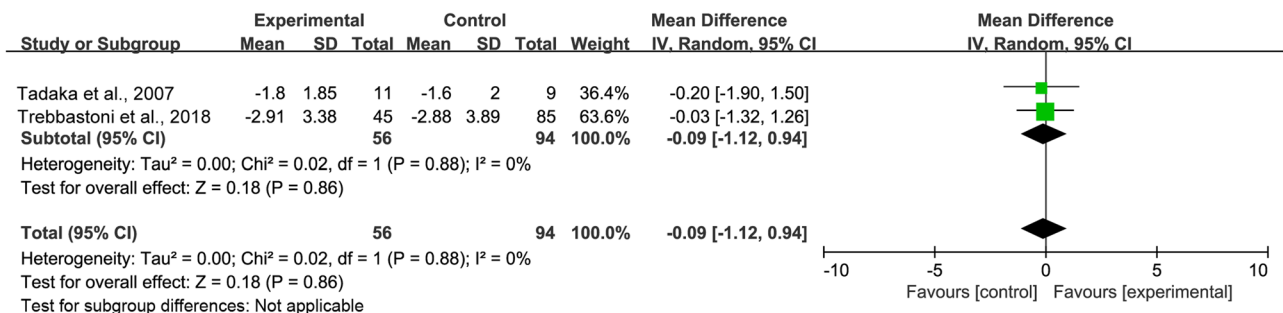 Experimental Control Mean Difference Mean Difference
Study or Subgroup Mean SD Total Mean SD Total Weight IV, Random, 95% CI IV, Random, 95% CI
Tadaka et al., 2007 -1.8 1.85 11 -1.6 2 9 36.4% -0.20 [-1.90, 1.50]
Trebbastoni et al., 2018 -2.91 3.38 45 -2.88 3.89 85 63.6% -0.03 [-1.32, 1.26]
Subtotal (95% CI) 56 94 100.0% -0.09 [-1.12, 0.94]
Heterogeneity: Tau² = 0.00; Chi² = 0.02, df = 1 (P = 0.88); I² = 0%
Test for overall effect: Z = 0.18 (P = 0.86)
Total (95% CI) 56 94 100.0% -0.09 [-1.12, 0.94]
Heterogeneity: Tau² = 0.00; Chi² = 0.02, df = 1 (P = 0.88); I² = 0%
Test for overall effect: Z = 0.18 (P = 0.86)
Test for subgroup differences: Not applicable
-10 -5 0 5 10
Favours [control] Favours [experimental]